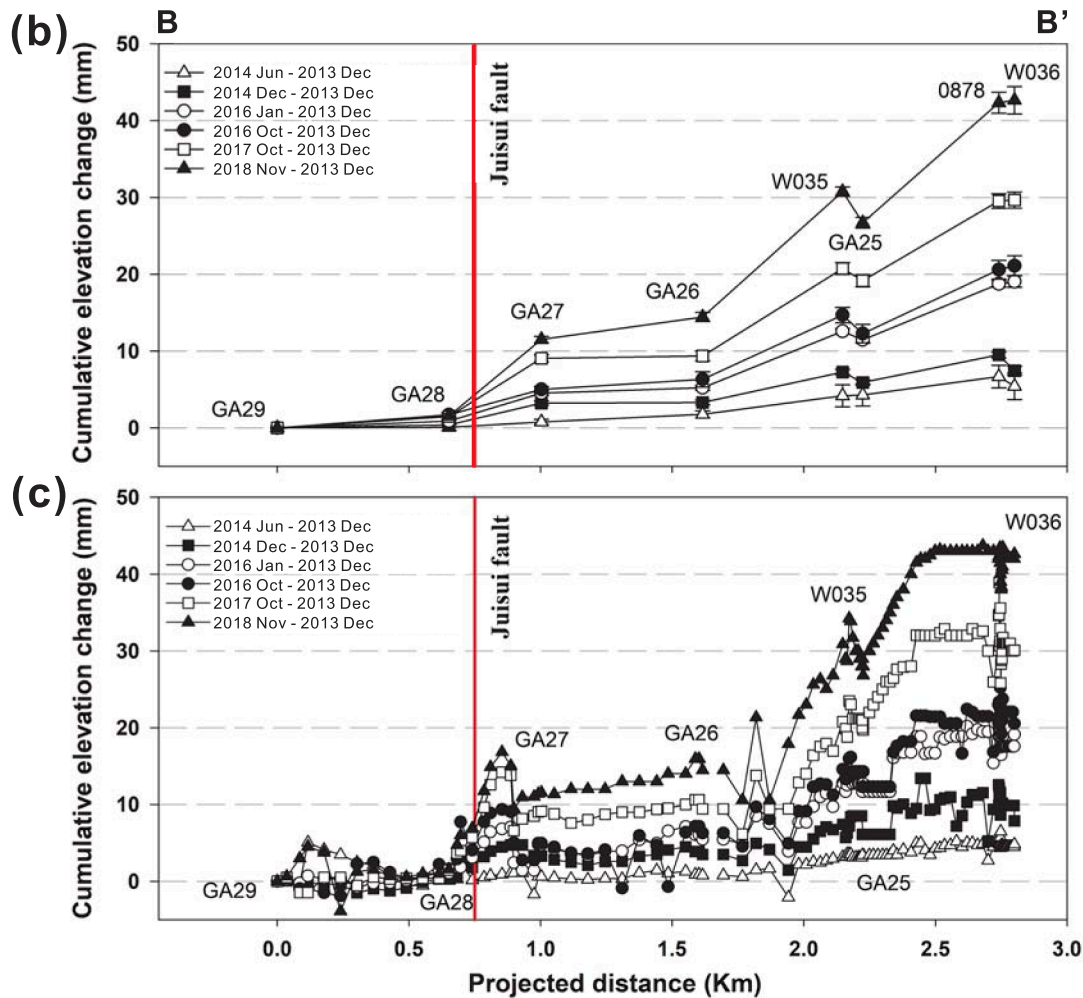 (b)
B
B’
Cumulative elevation change (mm)
50
40
30
20
10
0
2014 Jun - 2013 Dec
2014 Dec - 2013 Dec
2016 Jan - 2013 Dec
2016 Oct - 2013 Dec
2017 Oct - 2013 Dec
2018 Nov - 2013 Dec
Juisui fault
GA29
GA28
GA27
GA26
W035
GA25
0878
W036
(c)
Cumulative elevation change (mm)
50
40
30
20
10
0
2014 Jun - 2013 Dec
2014 Dec - 2013 Dec
2016 Jan - 2013 Dec
2016 Oct - 2013 Dec
2017 Oct - 2013 Dec
2018 Nov - 2013 Dec
Juisui fault
GA29
GA28
GA27
GA26
W035
GA25
W036
0.0 0.5 1.0 1.5 2.0 2.5 3.0
Projected distance (Km)